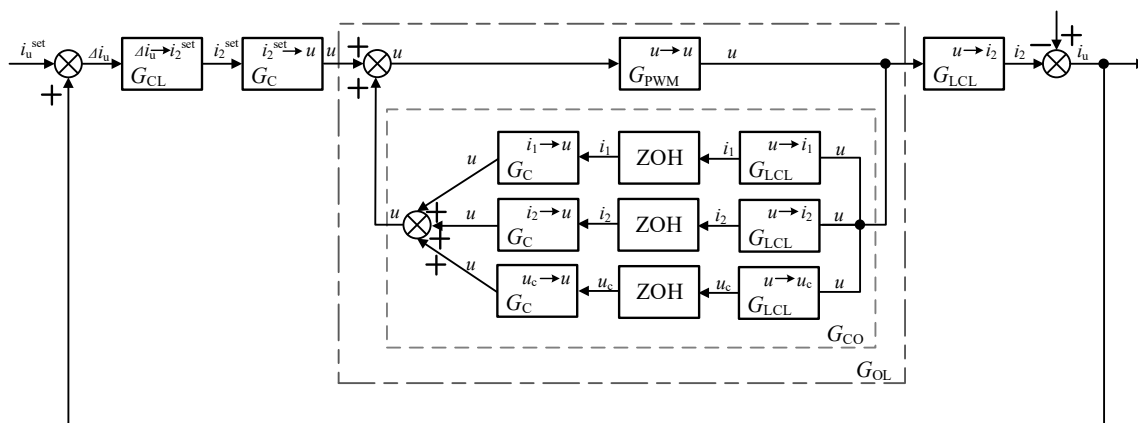 i_u^set
+
Δi_u
Δi_u→i_2^set
G_CL
i_2^set
i_2^set→u
G_C
u
+
+
u
u→u
G_PWM
u
u→i_2
G_LCL
i_2
−
+
i_u
i_1→u
G_C
u
i_1
ZOH
i_1
u→i_1
G_LCL
u
u
+
+
+
u
i_2→u
G_C
i_2
ZOH
i_2
u→i_2
G_LCL
u
u
u_c→u
G_C
u_c
ZOH
u_c
u→u_c
G_LCL
u
G_CO
G_OL